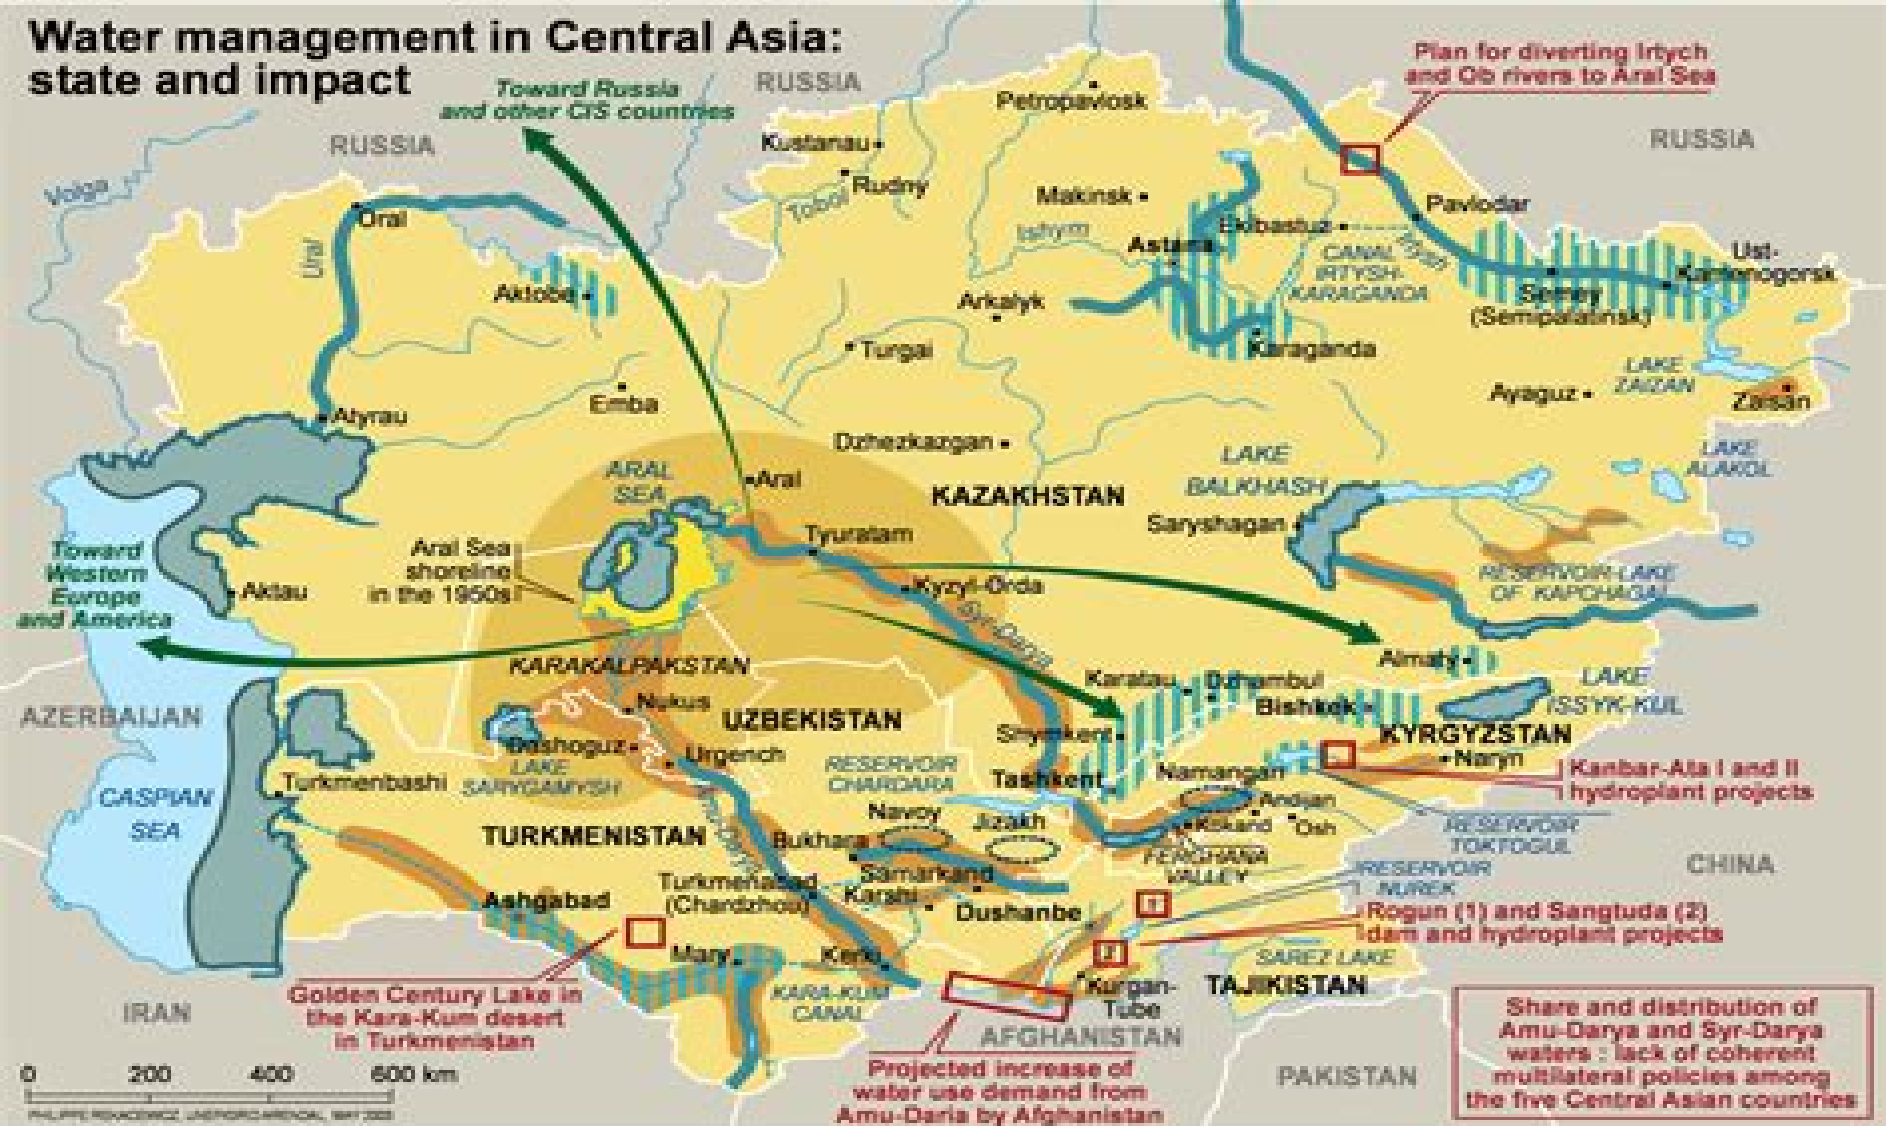 Water management in Central Asia:
state and impact
Toward Russia
and other CIS countries
RUSSIA
Plan for diverting Irtych
and Ob rivers to Aral Sea
Petropavlosk
RUSSIA
Kustanau
RUSSIA
Volga
Rudny
Tobol
Makinsk
Pavlodar
Oral
Ishym
Ekibastuz
Astana
Ural
CANAL
IRTYSH-
KARAGANDA
Ust-
Kamenogorsk
Aktobe
Arkalyk
Semey
(Semipalatinsk)
Turgai
Karaganda
LAKE
ZAIZAN
Ayaguz
Zaisan
Emba
Atyrau
Dzhezkazgan
LAKE
BALKHASH
LAKE
ALAKOL
ARAL
SEA
Aral
KAZAKHSTAN
Saryshagan
Tyuratam
Toward
Western
Europe
and America
Aral Sea
shoreline
in the 1950s
Aktau
Kyzyl-Orda
RESERVOIR-LAKE
OF KAPCHAGAI
Syr-Darya
KARAKALPAKSTAN
Almaty
Karatau
Dzhambul
LAKE
ISSYK-KUL
Nukus
Bishkek
AZERBAIJAN
UZBEKISTAN
Shymkent
KYRGYZSTAN
Dashoguz
Urgench
Naryn
LAKE
SARYGAMYSH
RESERVOIR
CHARDARA
Tashkent
Namangan
Kanbar-Ata I and II
hydroplant projects
Turkmenbashi
CASPIAN
SEA
Navoy
Jizakh
Andijan
Kokand
Osh
RESERVOIR
TOKTOGUL
TURKMENISTAN
Bukhara
FERGHANA
VALLEY
CHINA
Samarkand
RESERVOIR
NUREK
Turkmenabad
(Chardzhou)
Karshi
Ashgabad
Dushanbe
1
Rogun (1) and Sangtuda (2)
dam and hydroplant projects
Mary
Kerki
2
SAREZ LAKE
Kurgan-
Tube
TAJIKISTAN
Golden Century Lake in
the Kara-Kum desert
in Turkmenistan
KARA-KUM
CANAL
IRAN
AFGHANISTAN
Share and distribution of
Amu-Darya and Syr-Darya
waters : lack of coherent
multilateral policies among
the five Central Asian countries
Projected increase of
water use demand from
Amu-Daria by Afghanistan
PAKISTAN
0 200 400 600 km